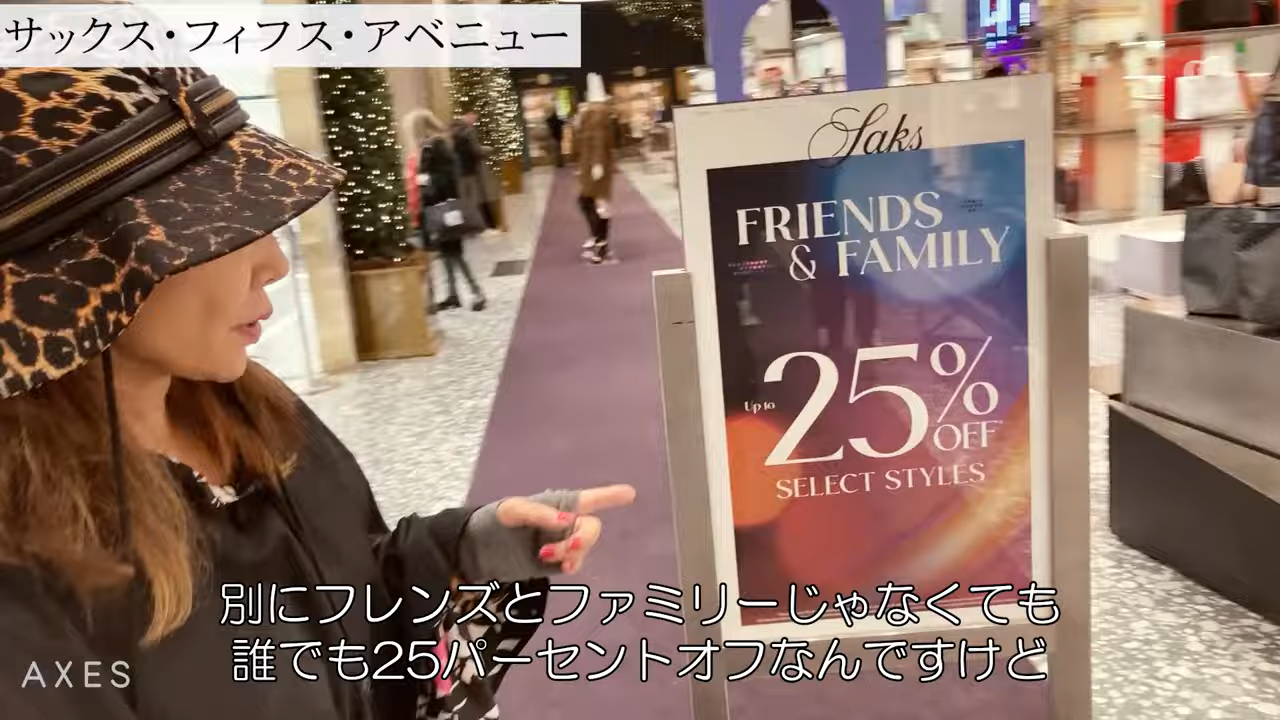 サックス・フィフス・アベニュー
Saks
FRIENDS
& FAMILY
Up to 25% OFF
SELECT STYLES
別にフレンズとファミリーじゃなくても
誰でも25パーセントオフなんですけど
AXES